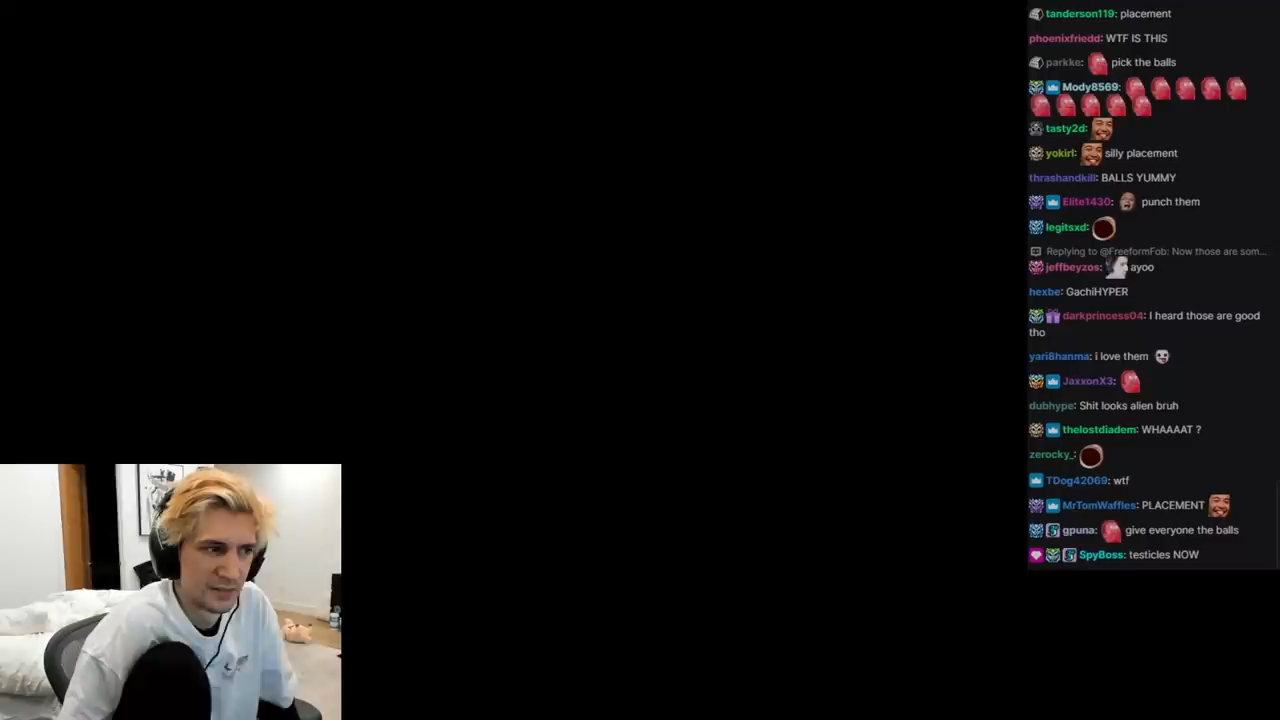 tanderson119: placement
phoenixfriedd: WTF IS THIS
parkke: pick the balls
Mody8569:
tasty2d:
yokirl: silly placement
thrashandkill: BALLS YUMMY
Elite1430: punch them
legitsxd:
Replying to @FreeformFob: Now those are som...
jeffbeyzos: ayoo
hexbe: GachiHYPER
darkprincess04: I heard those are good
tho
yari8hanma: i love them
JaxxonX3:
dubhype: Shit looks alien bruh
thelostdiadem: WHAAAAT ?
zerocky_:
TDog42069: wtf
MrTomWaffles: PLACEMENT
gpuna: give everyone the balls
SpyBoss: testicles NOW